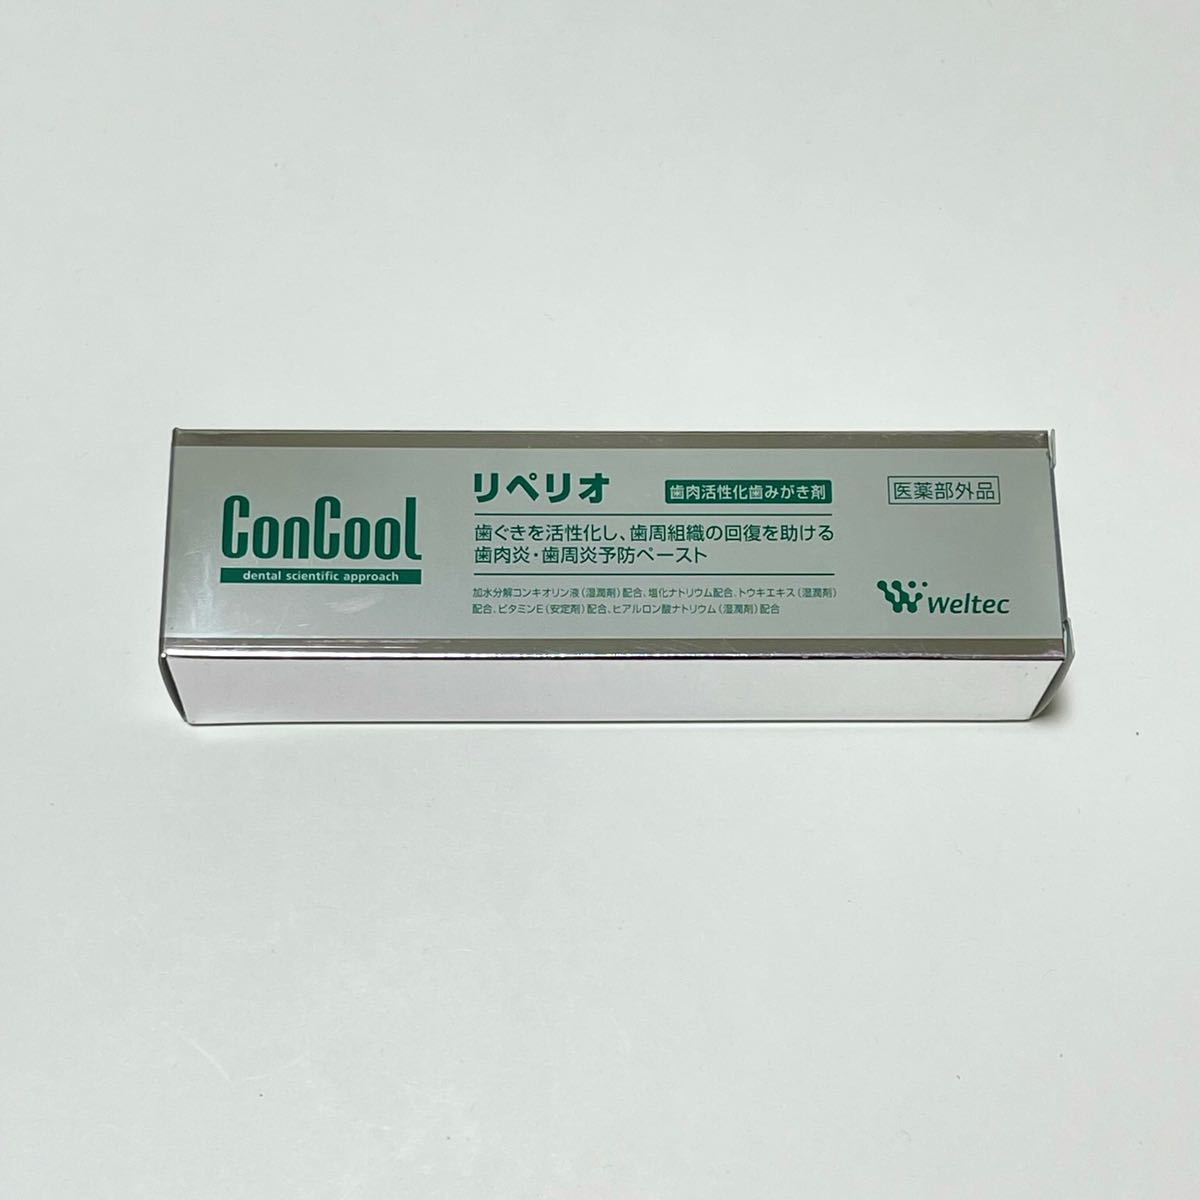 ConCool
dental scientific approach
リペリオ
歯肉活性化歯みがき剤
歯ぐきを活性化し、歯周組織の回復を助ける
歯肉炎・歯周炎予防ペースト
加水分解コンキオリン液(湿潤剤)配合、塩化ナトリウム配合、トウキエキス(湿潤剤)
配合、ビタミンE(安定剤)配合、ヒアルロン酸ナトリウム(湿潤剤)配合
医薬部外品
weltec